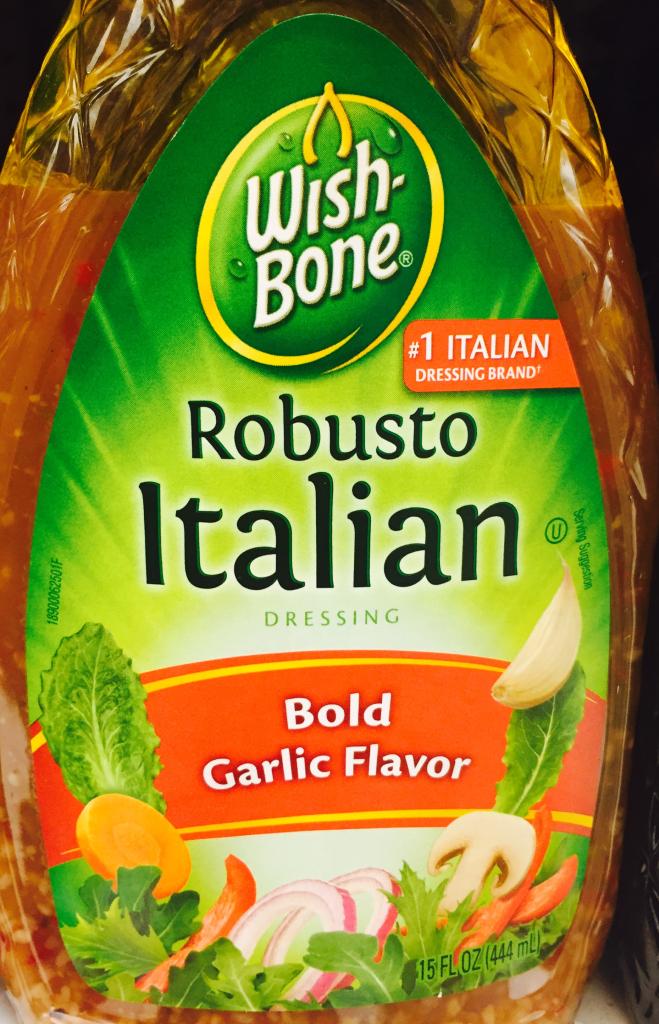 Wish-
Bone®
#1 ITALIAN
DRESSING BRAND†
Robusto
Italian
DRESSING
U
Serving Suggestion
18900062501F
Bold
Garlic Flavor
15 FL OZ (444 mL)